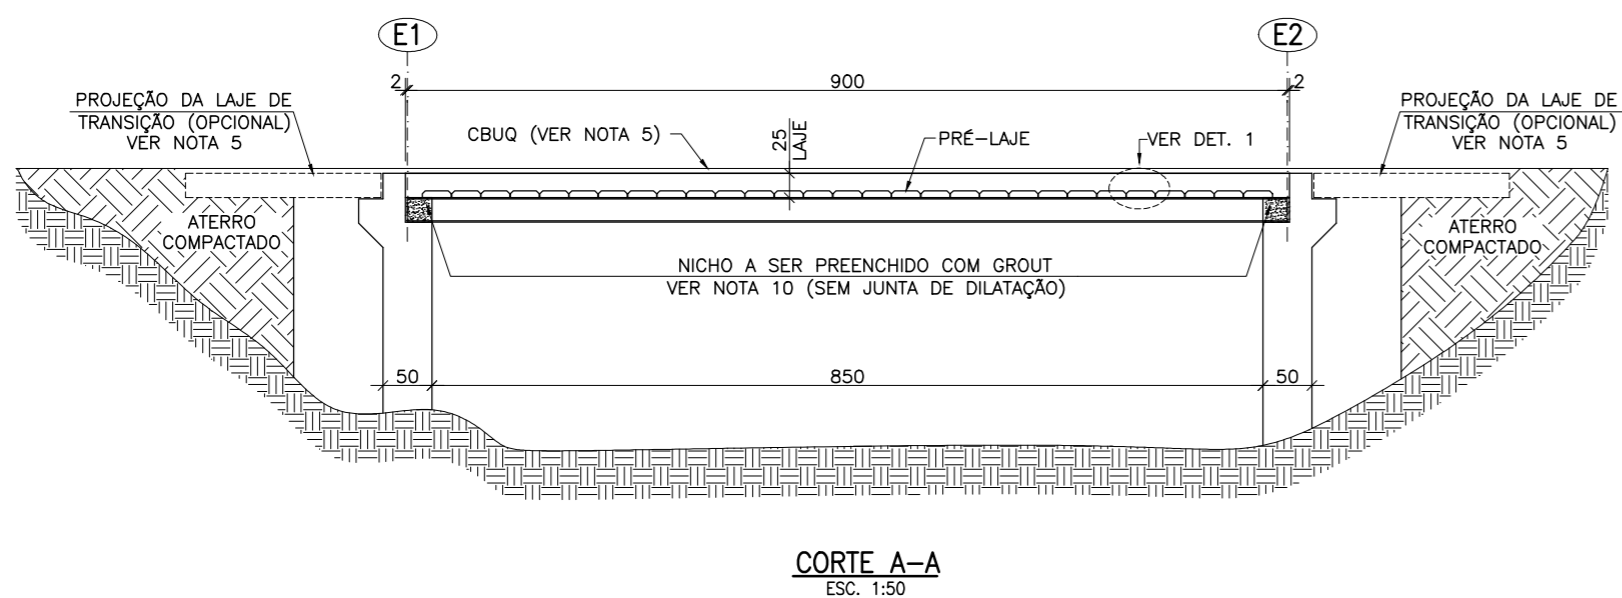 E1
E2
2
900
2
PROJEÇÃO DA LAJE DE
TRANSIÇÃO (OPCIONAL)
VER NOTA 5
CBUQ (VER NOTA 5)
25
LAJE
PRÉ-LAJE
VER DET. 1
PROJEÇÃO DA LAJE DE
TRANSIÇÃO (OPCIONAL)
VER NOTA 5
ATERRO
COMPACTADO
ATERRO
COMPACTADO
NICHO A SER PREENCHIDO COM GROUT
VER NOTA 10 (SEM JUNTA DE DILATAÇÃO)
50
850
50
CORTE A-A
ESC. 1:50